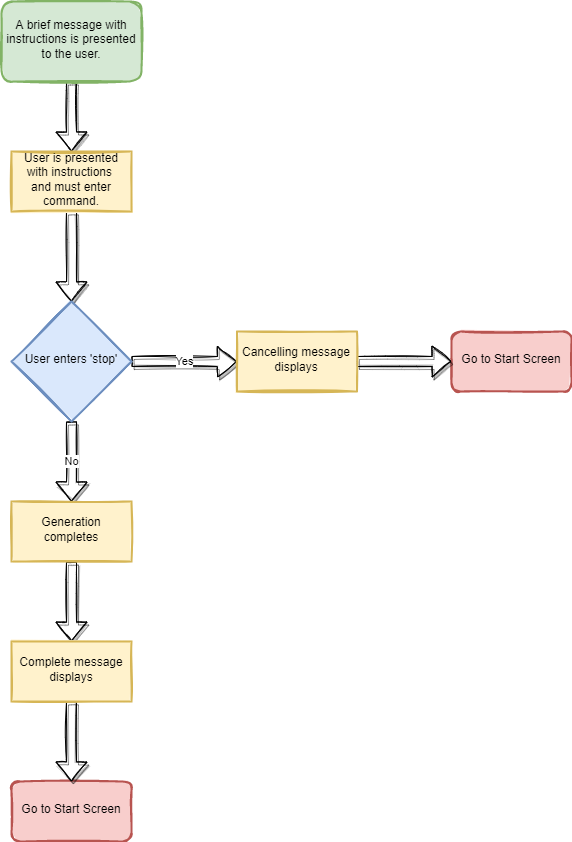 A brief message with
instructions is presented
to the user.
User is presented
with instructions
and must enter
command.
User enters 'stop'
Yes
Cancelling message
displays
Go to Start Screen
No
Generation
completes
Complete message
displays
Go to Start Screen